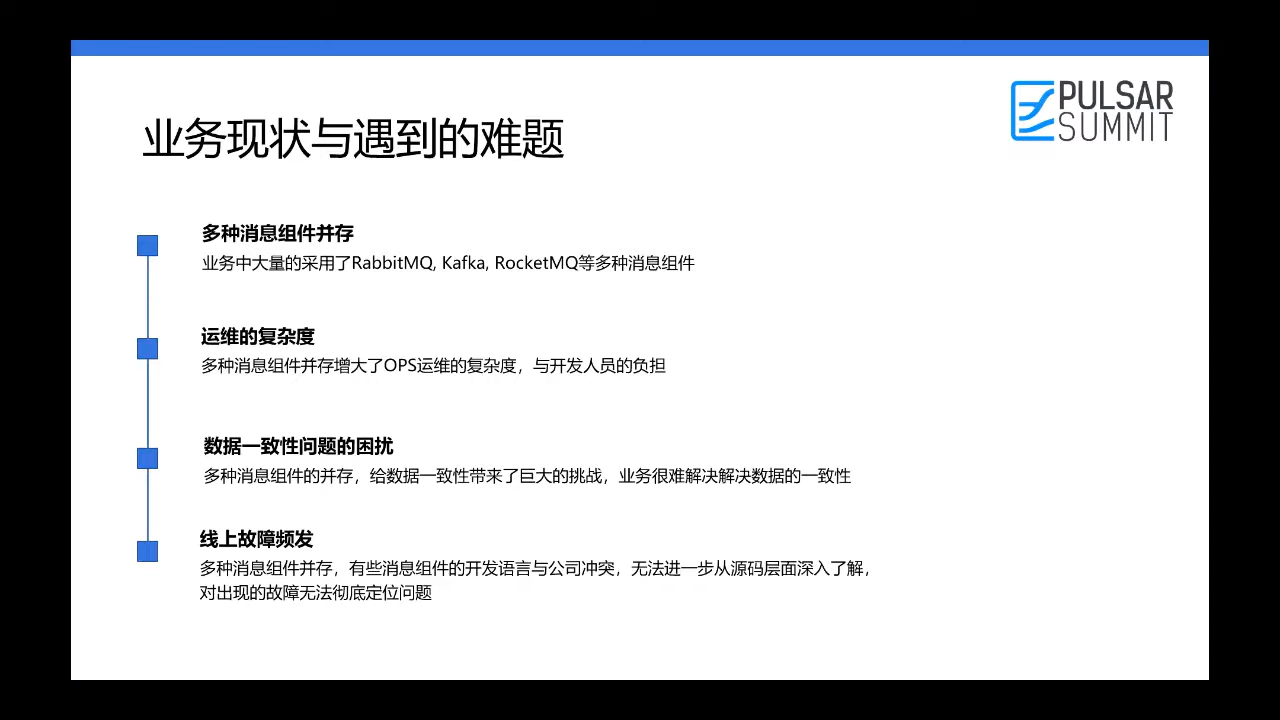 PULSAR
SUMMIT
业务现状与遇到的难题
多种消息组件并存
业务中大量的采用了RabbitMQ, Kafka, RocketMQ等多种消息组件
运维的复杂度
多种消息组件并存增大了OPS运维的复杂度，与开发人员的负担
数据一致性问题的困扰
多种消息组件的并存，给数据一致性带来了巨大的挑战，业务很难解决解决数据的一致性
线上故障频发
多种消息组件并存，有些消息组件的开发语言与公司冲突，无法进一步从源码层面深入了解，
对出现的故障无法彻底定位问题